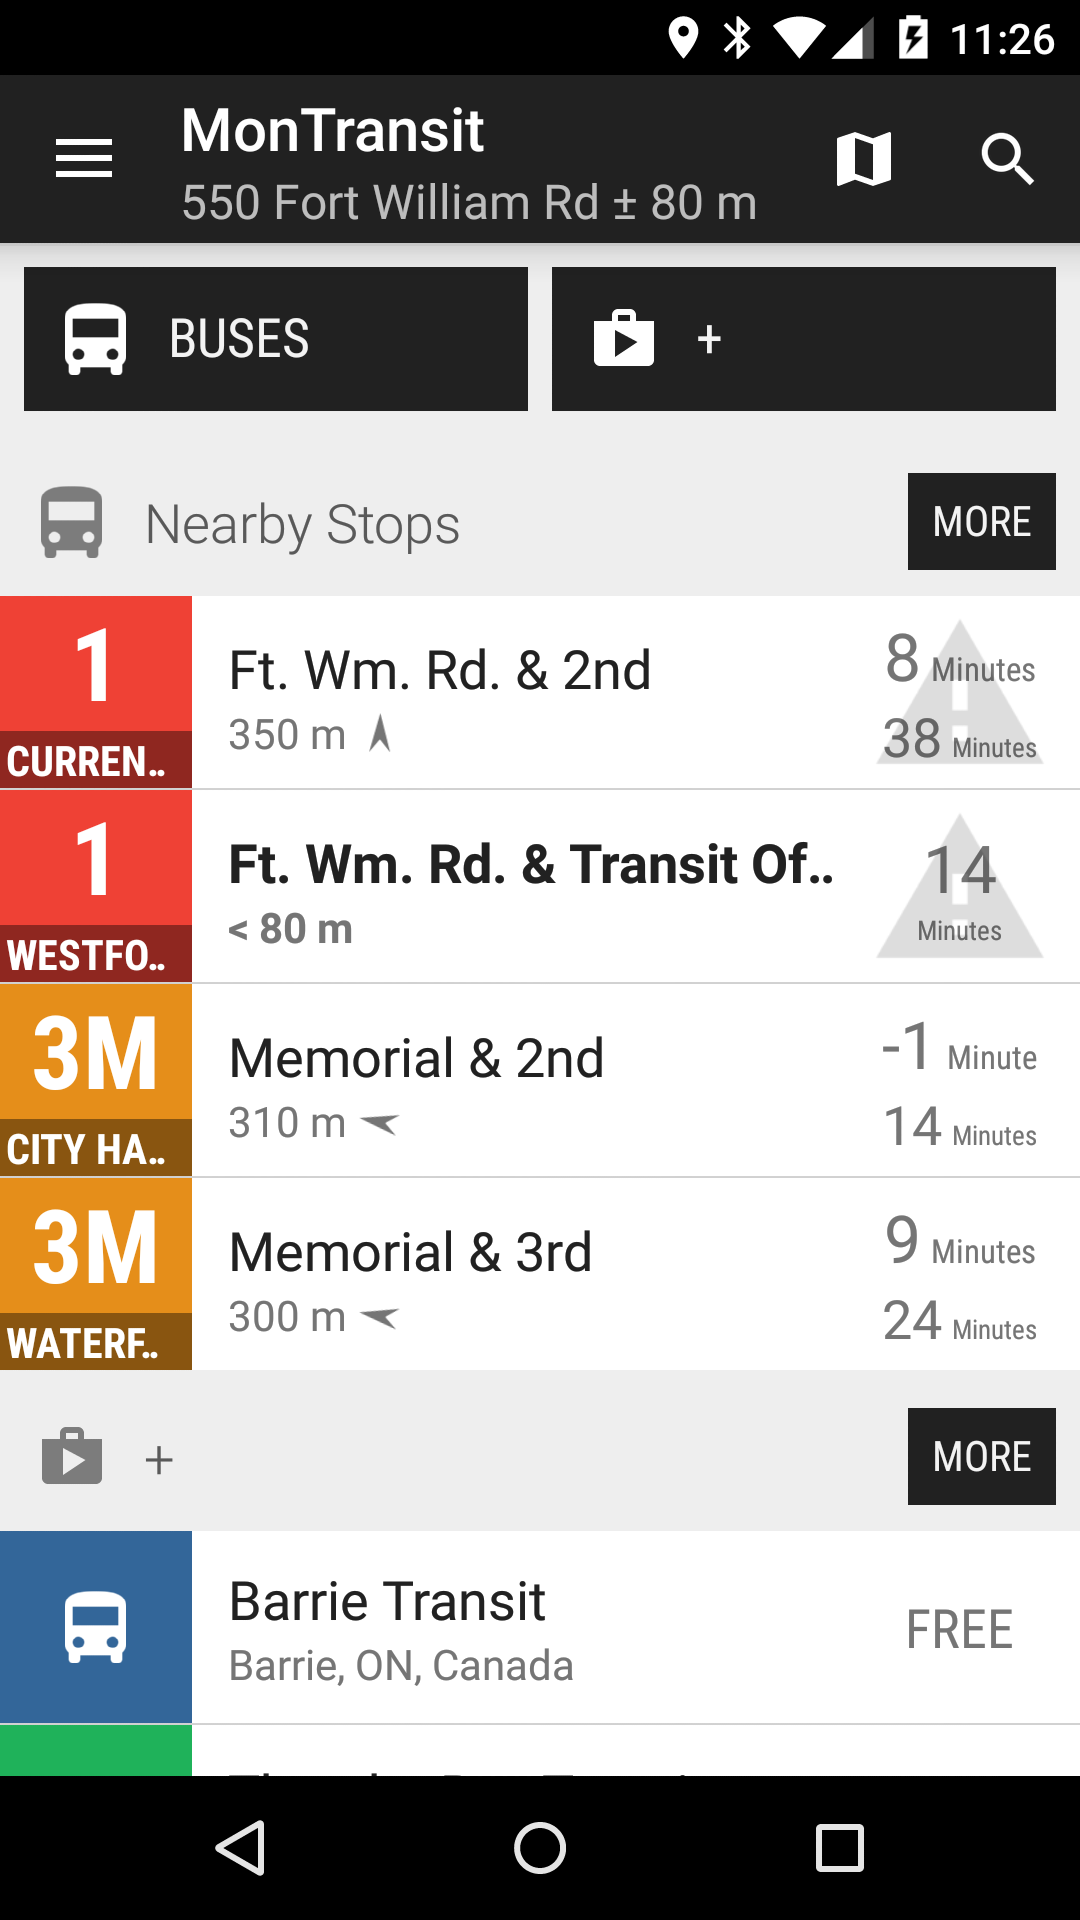 11:26
MonTransit
550 Fort William Rd ± 80 m
BUSES
+
Nearby Stops
MORE
1
CURREN..
Ft. Wm. Rd. & 2nd
350 m
8 Minutes
38 Minutes
1
WESTFO..
Ft. Wm. Rd. & Transit Of..
< 80 m
14
Minutes
3M
CITY HA..
Memorial & 2nd
310 m
-1 Minute
14 Minutes
3M
WATERF..
Memorial & 3rd
300 m
9 Minutes
24 Minutes
+
MORE
Barrie Transit
Barrie, ON, Canada
FREE